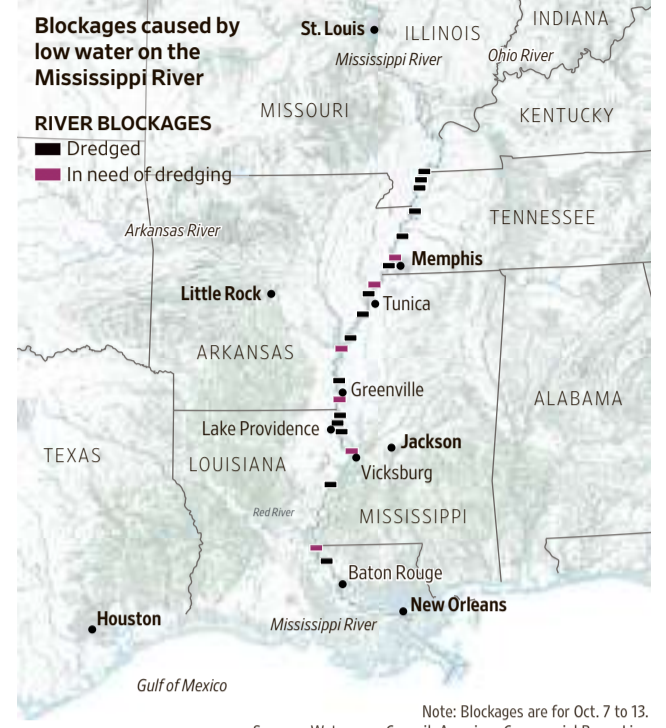 Blockages caused by
low water on the
Mississippi River
RIVER BLOCKAGES
Dredged
In need of dredging
St. Louis
ILLINOIS
INDIANA
Mississippi River
Ohio River
MISSOURI
KENTUCKY
TENNESSEE
Arkansas River
Memphis
Little Rock
Tunica
ARKANSAS
Greenville
ALABAMA
Lake Providence
Jackson
TEXAS
LOUISIANA
Vicksburg
Red River
MISSISSIPPI
Baton Rouge
New Orleans
Houston
Mississippi River
Gulf of Mexico
Note: Blockages are for Oct. 7 to 13.